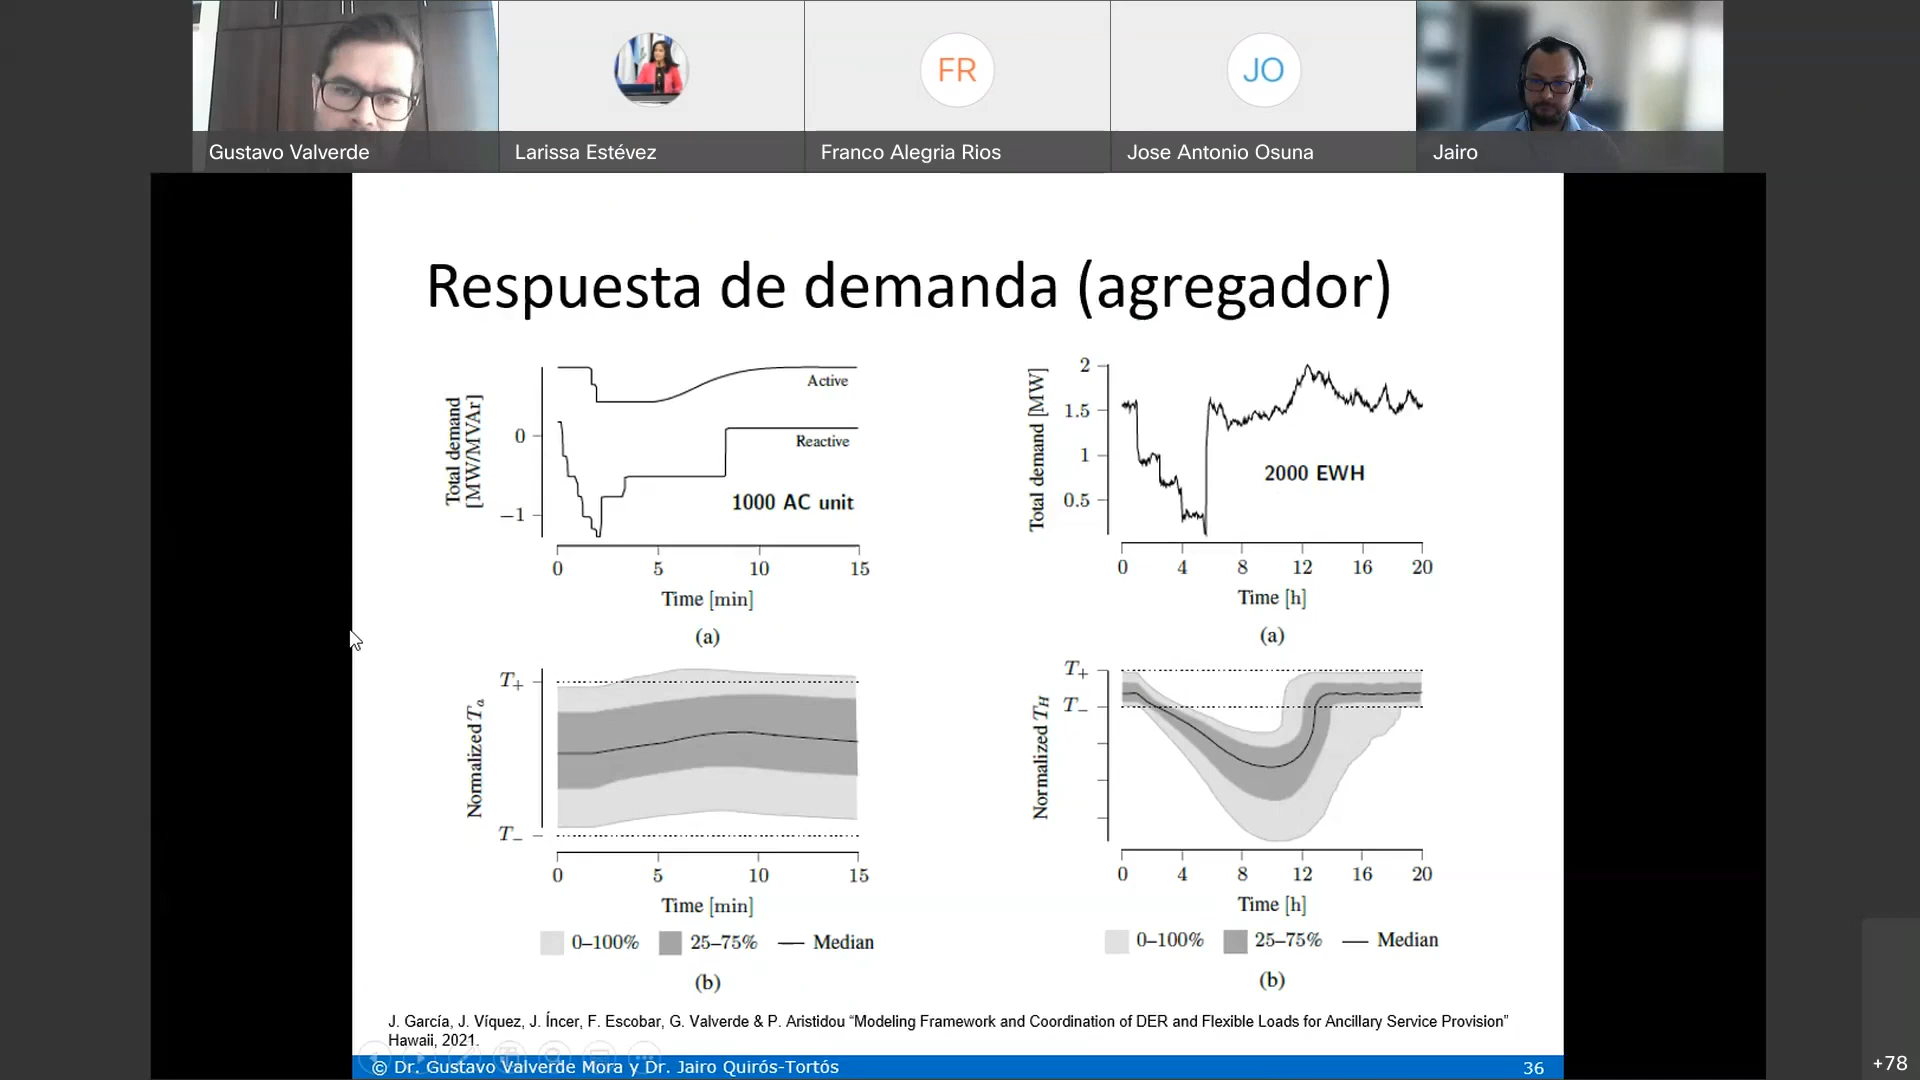 FR
JO
Gustavo Valverde
Larissa Estévez
Franco Alegria Rios
Jose Antonio Osuna
Jairo
Respuesta de demanda (agregador)
Total demand
[MW/MVAr]
0
−1
Active
Reactive
1000 AC unit
0 5 10 15
Time [min]
(a)
Total demand [MW]
2
1.5
1
0.5
2000 EWH
0 4 8 12 16 20
Time [h]
(a)
Normalized Ta
T+
T−
0 5 10 15
Time [min]
0–100% 25–75% Median
(b)
Normalized TH
T+
T−
0 4 8 12 16 20
Time [h]
0–100% 25–75% Median
(b)
J. García, J. Víquez, J. Íncer, F. Escobar, G. Valverde & P. Aristidou “Modeling Framework and Coordination of DER and Flexible Loads for Ancillary Service Provision”
Hawaii, 2021.
© Dr. Gustavo Valverde Mora y Dr. Jairo Quirós-Tortós
36
+78